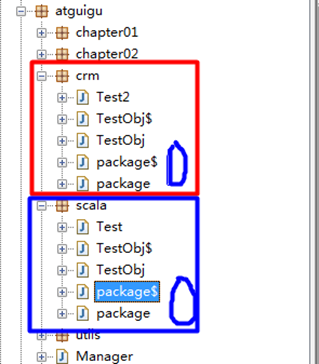 atguigu
chapter01
chapter02
crm
Test2
TestObj$
TestObj
package$
package
scala
Test
TestObj$
TestObj
package$
package
utils
Manager